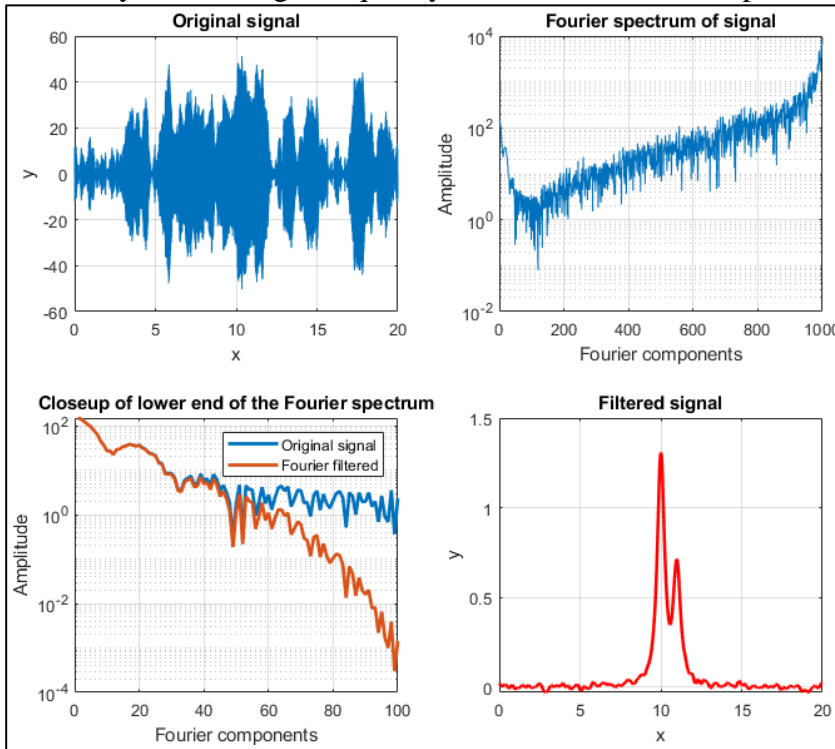 Original signal
60
40
20
0
-20
-40
-60
y
0 5 10 15 20
x
Fourier spectrum of signal
10^4
10^2
10^0
10^-2
Amplitude
0 200 400 600 800 1000
Fourier components
Closeup of lower end of the Fourier spectrum
10^2
10^0
10^-2
10^-4
Amplitude
Original signal
Fourier filtered
0 20 40 60 80 100
Fourier components
Filtered signal
1.5
1
0.5
0
y
0 5 10 15 20
x